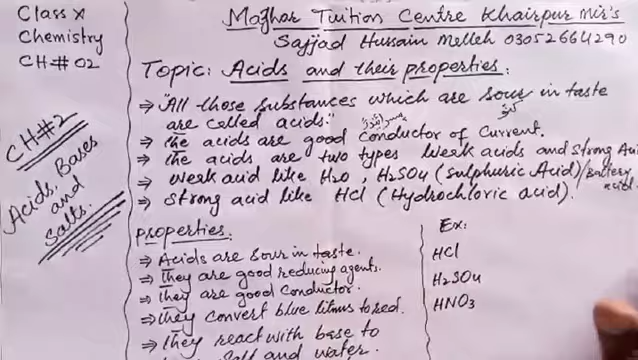 Class X
Chemistry
CH# 02
CH#2
Acids, Bases
and
Salts.
Mazhar Tuition Centre Khairpur Mir's
Sajjad Hussain Melleh 03052664290
Topic: Acids and their properties.
⇒ "All those substances which are sour in taste
are called acids."
⇒ The acids are good conductor of current.
⇒ The acids are two types weak acids and strong Aci
⇒ weak acid like H2O, H2SO4 (Sulphuric Acid)/battery
acid
⇒ strong acid like HCl (Hydrochloric acid).
properties.
⇒ Acids are sour in taste.
⇒ They are good reducing agents.
⇒ They are good conductor.
⇒ They convert blue litmus to red.
⇒ They react with base to
salt and water.
Ex:
HCl
H2SO4
HNO3